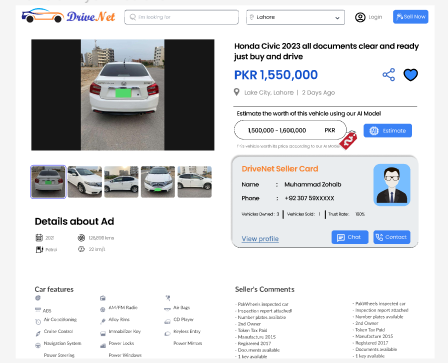 DriveNet
I'm looking for
Lahore
Login
Sell Now
Honda Civic 2023 all documents clear and ready
just buy and drive
PKR 1,550,000
Lake City, Lahore | 2 Days Ago
Estimate the worth of this vehicle using our AI Model
1,500,000 - 1,600,000 PKR
Estimate
DriveNet Seller Card
Name : Muhammad Zohaib
Phone : +92 307 59XXXXX
Vehicles Owned: 3 | Vehicles Sold: 1 | Trust Rate: 100%
View profile
Chat
Contact
Details about Ad
2021
Petrol
Car features
ABS
AM/FM Radio
Air Bags
Air Conditioning
Alloy Rims
CD Player
Cruise Control
Immobilizer Key
Keyless Entry
Navigation System
Power Locks
Power Mirrors
Power Steering
Power Windows
Seller's Comments
- PakWheels inspected car
- Inspection report attached
- Number plates available
- 2nd Owner
- Token Tax Paid
- Manufacture 2015
- Registered 2017
- Documents available
- 1 key available
- PakWheels inspected car
- Inspection report attached
- Number plates available
- 2nd Owner
- Token Tax Paid
- Manufacture 2015
- Registered 2017
- Documents available
- 1 key available